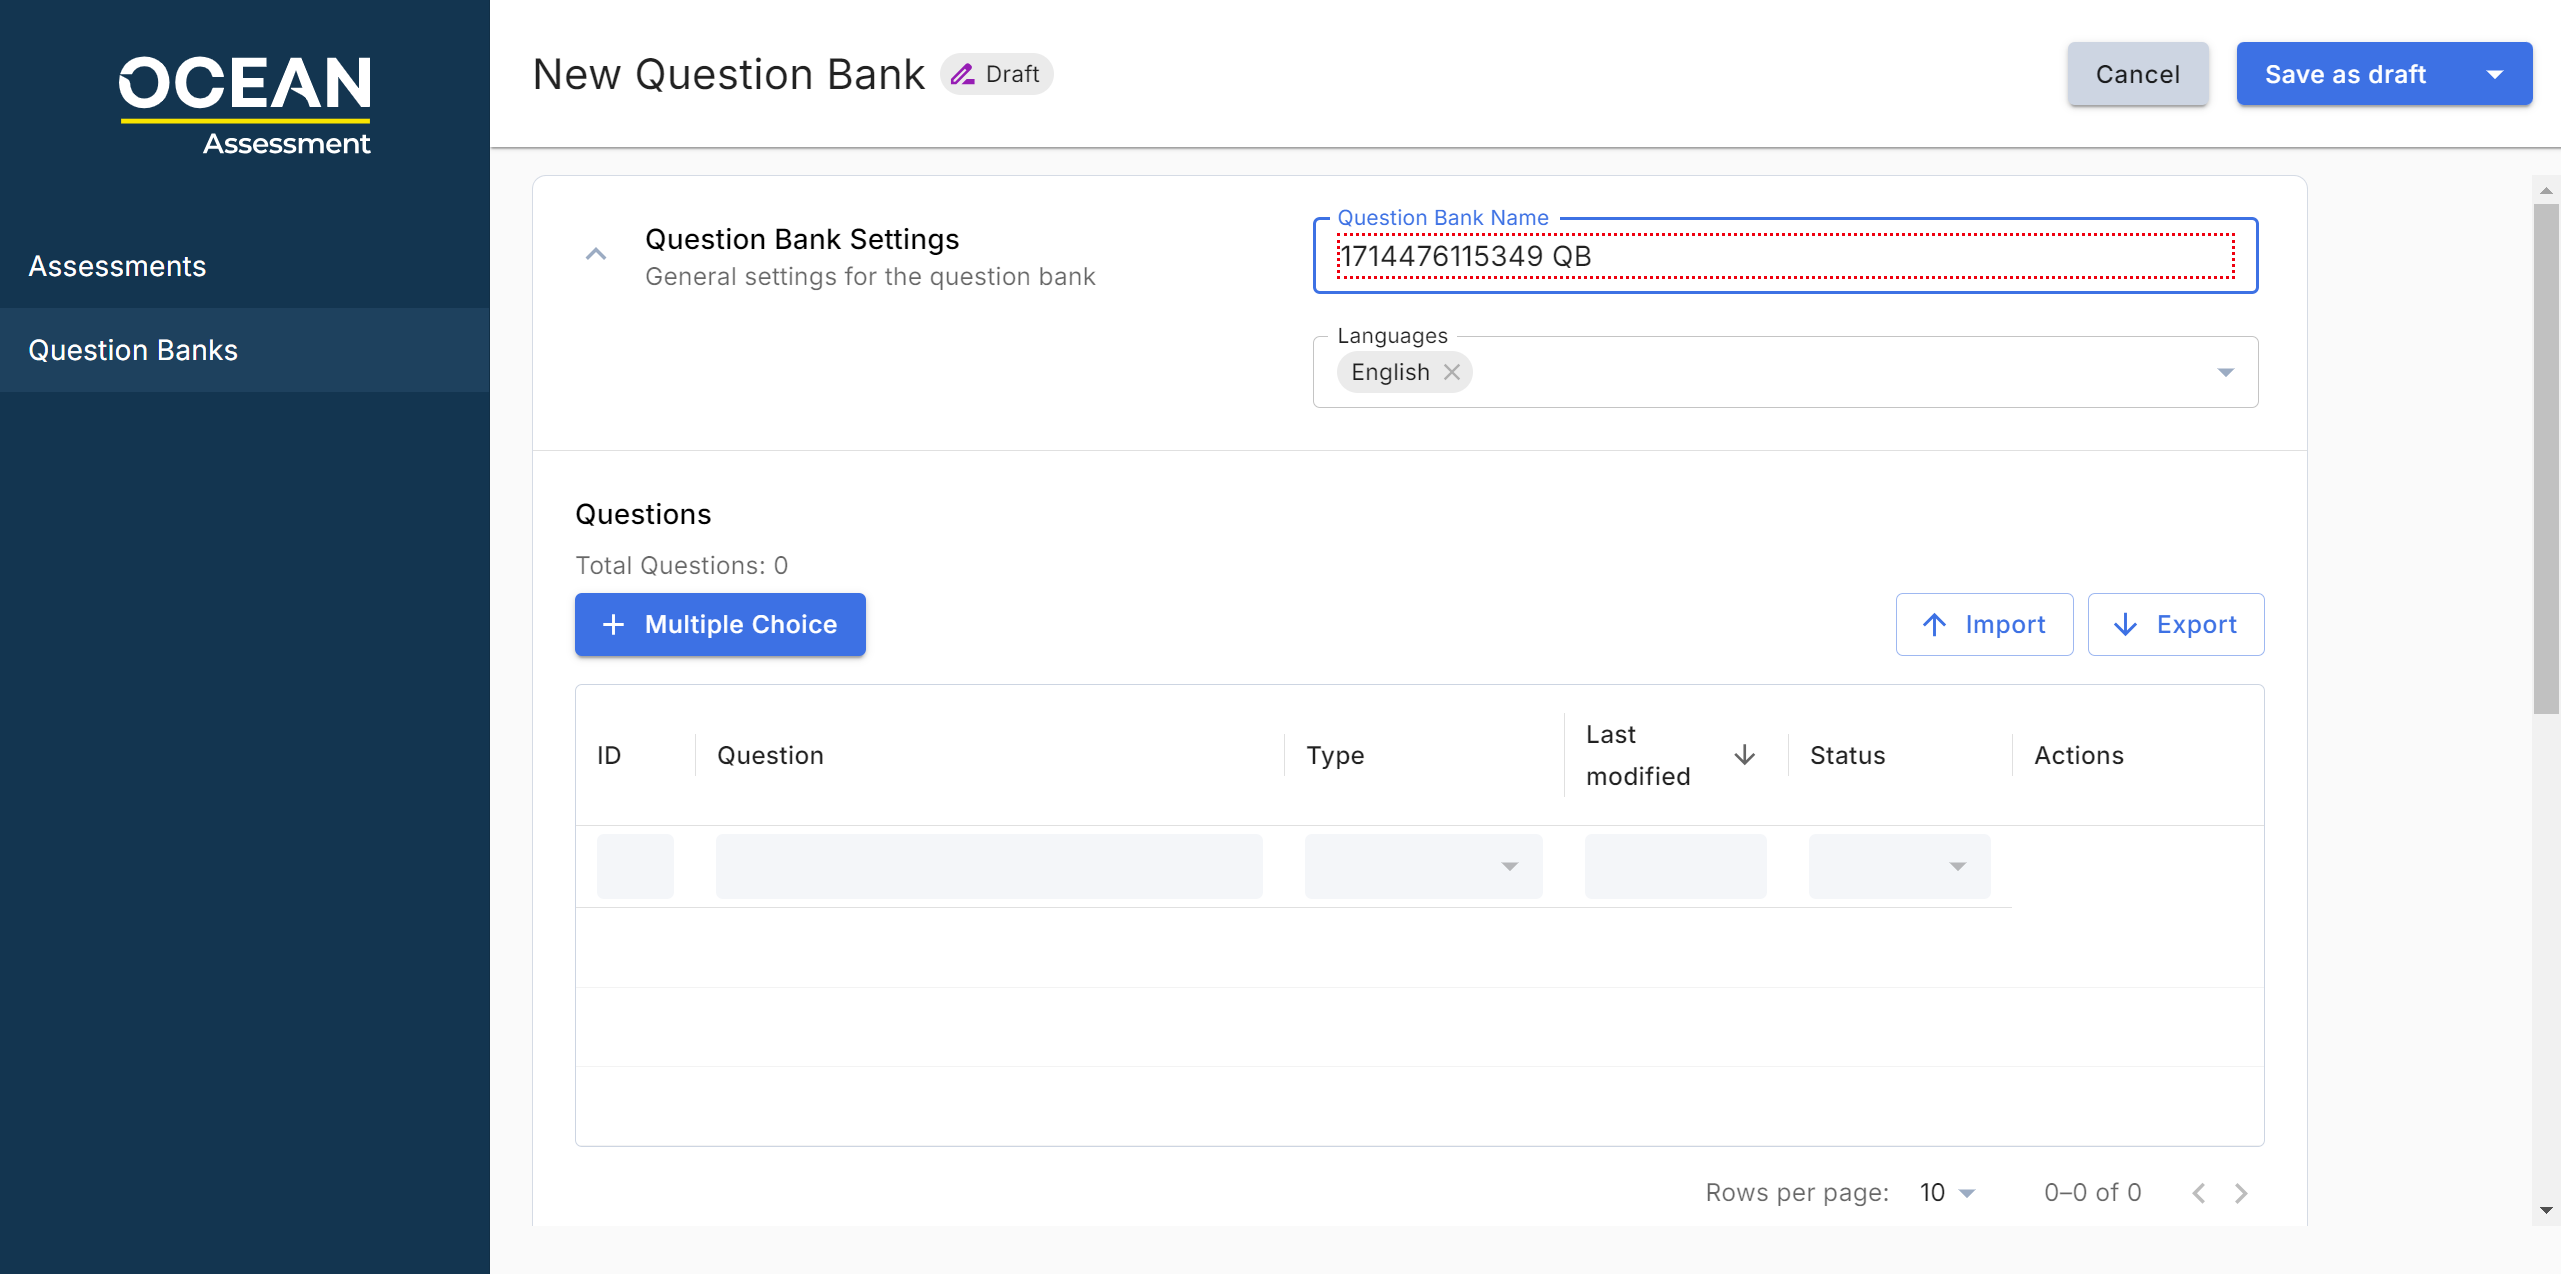 OCEAN
Assessment
Assessments
Question Banks
New Question Bank
Draft
Cancel
Save as draft
Question Bank Settings
General settings for the question bank
Question Bank Name
1714476115349 QB
Languages
English
Questions
Total Questions: 0
Multiple Choice
Import
Export
ID
Question
Type
Last
modified
Status
Actions
Rows per page:
10
0–0 of 0